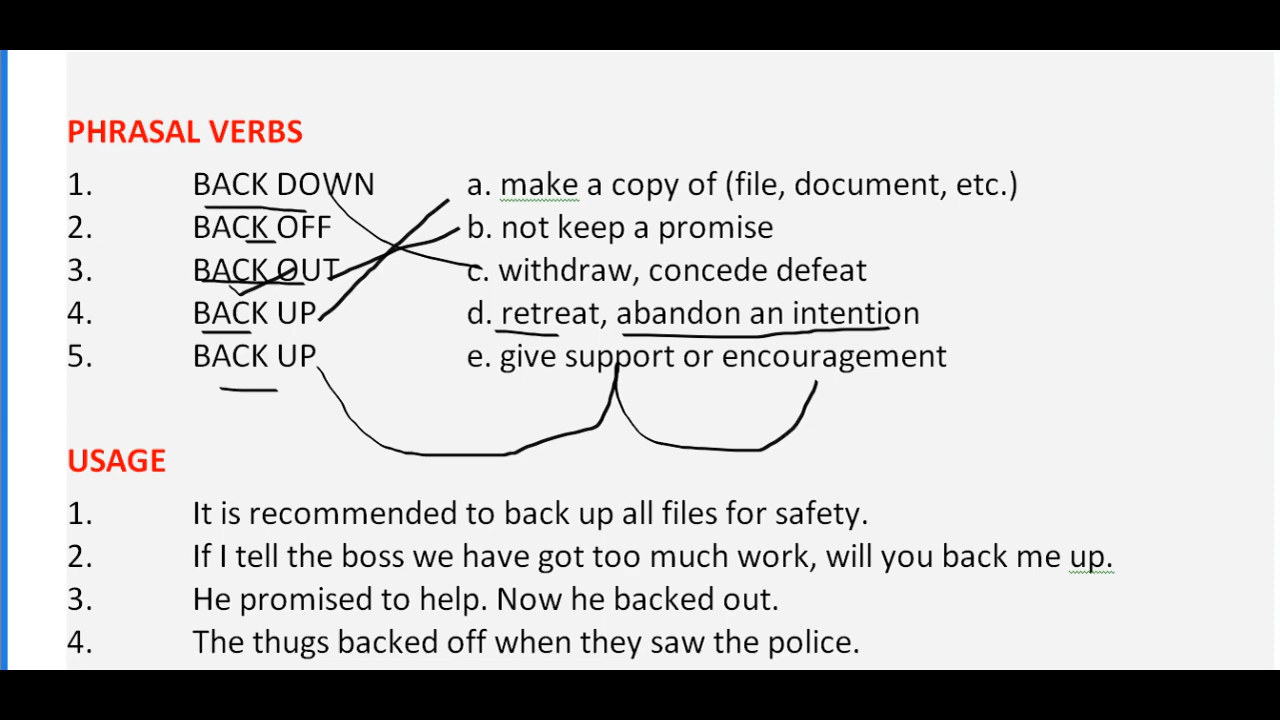 PHRASAL VERBS
1. BACK DOWN a. make a copy of (file, document, etc.)
2. BACK OFF b. not keep a promise
3. BACK OUT c. withdraw, concede defeat
4. BACK UP d. retreat, abandon an intention
5. BACK UP e. give support or encouragement
USAGE
1. It is recommended to back up all files for safety.
2. If I tell the boss we have got too much work, will you back me up.
3. He promised to help. Now he backed out.
4. The thugs backed off when they saw the police.